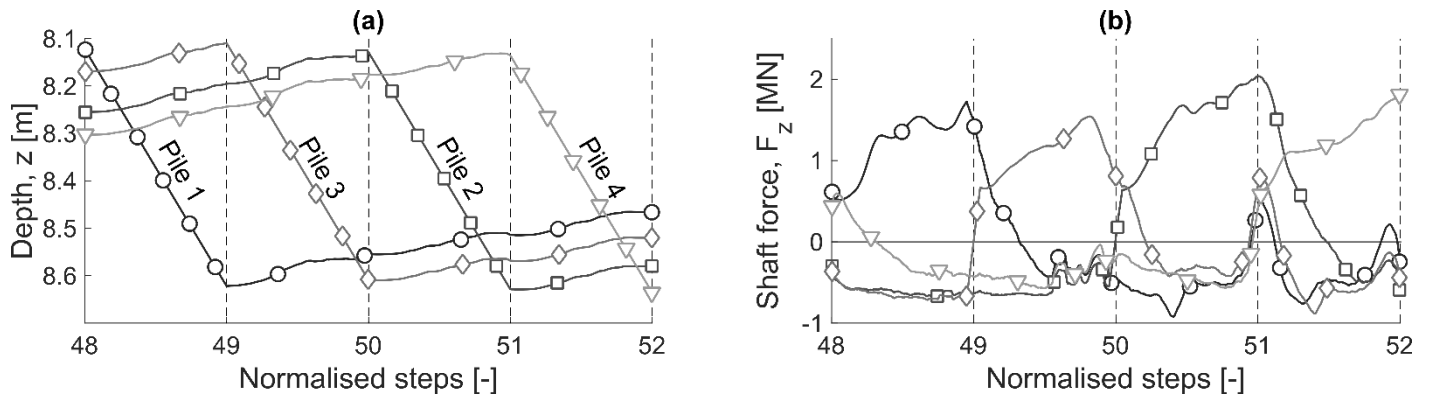 (a)
Depth, z [m]
8.1
8.2
8.3
8.4
8.5
8.6
Pile 1
Pile 3
Pile 2
Pile 4
48 49 50 51 52
Normalised steps [-]
(b)
Shaft force, F_z [MN]
2
1
0
-1
48 49 50 51 52
Normalised steps [-]